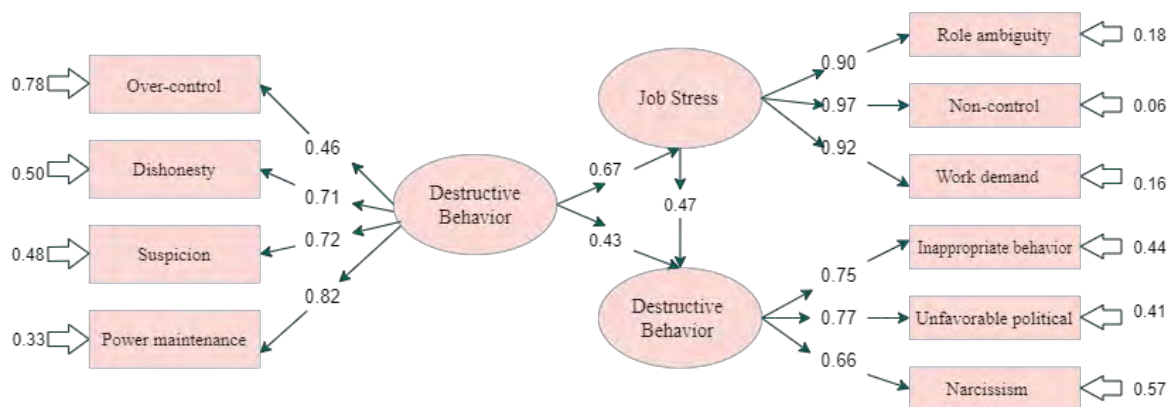 0.78
Over-control
0.46
0.50
Dishonesty
0.71
0.48
Suspicion
0.72
0.33
Power maintenance
0.82
Destructive
Behavior
0.67
0.43
Job Stress
0.47
Destructive
Behavior
0.90
Role ambiguity
0.18
0.97
Non-control
0.06
0.92
Work demand
0.16
0.75
Inappropriate behavior
0.44
0.77
Unfavorable political
0.41
0.66
Narcissism
0.57